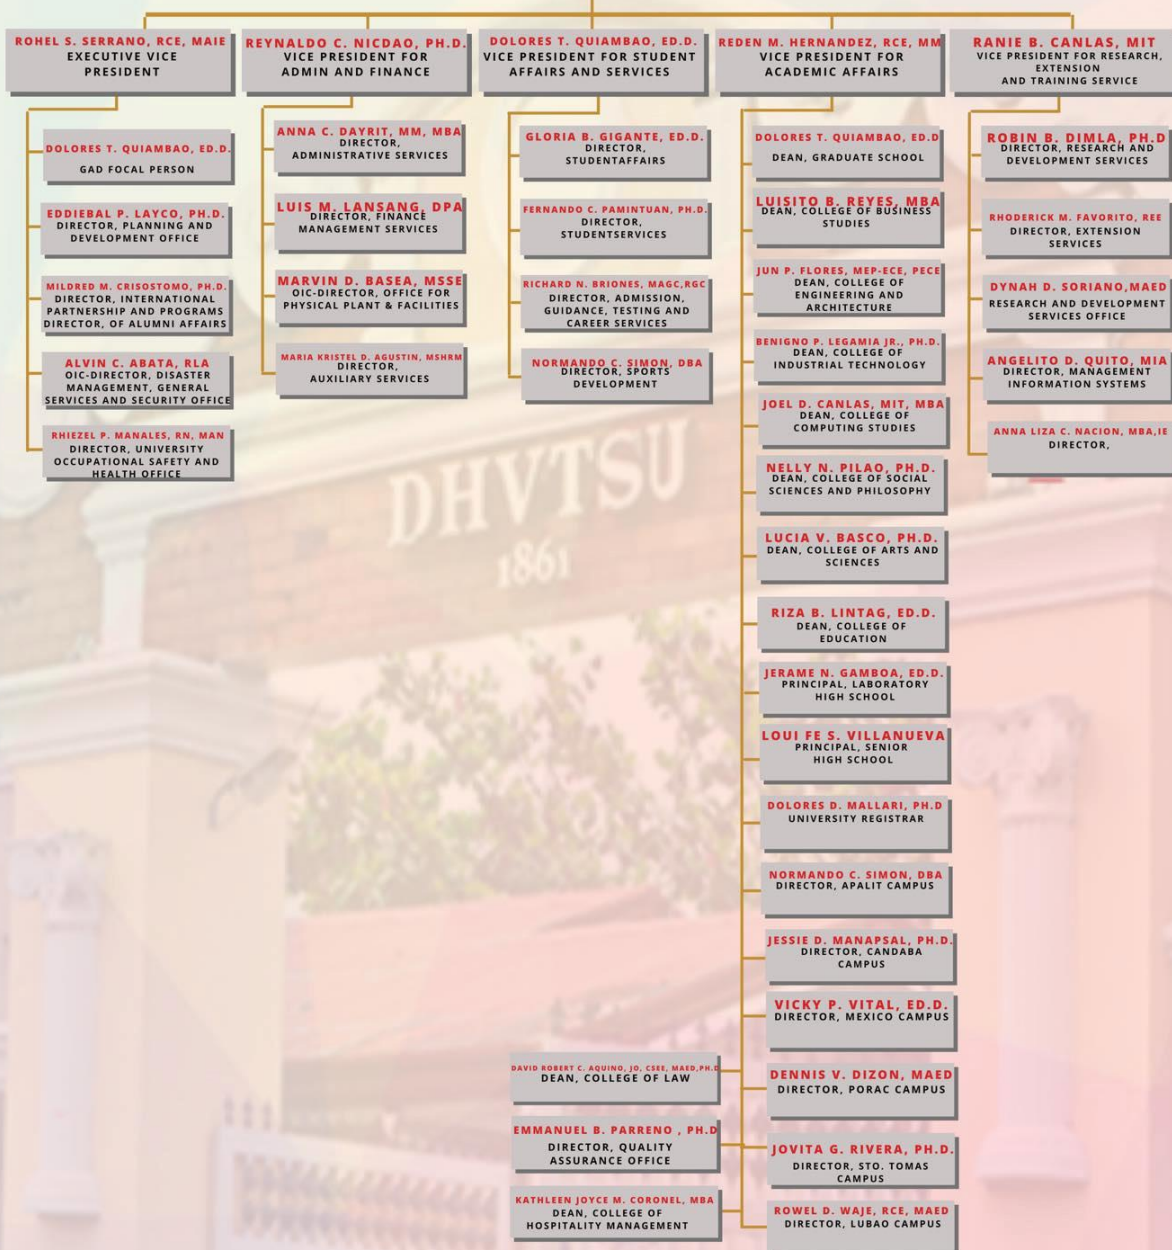 ROHEL S. SERRANO, RCE, MAIE
EXECUTIVE VICE
PRESIDENT
DOLORES T. QUIAMBAO, ED.D.
GAD FOCAL PERSON
EDDIEBAL P. LAYCO, PH.D.
DIRECTOR, PLANNING AND
DEVELOPMENT OFFICE
MILDRED M. CRISOSTOMO, PH.D.
DIRECTOR, INTERNATIONAL
PARTNERSHIP AND PROGRAMS
DIRECTOR, OF ALUMNI AFFAIRS
ALVIN C. ABATA, RLA
OIC-DIRECTOR, DISASTER
MANAGEMENT, GENERAL
SERVICES AND SECURITY OFFICE
RHIEZEL P. MANALES, RN, MAN
DIRECTOR, UNIVERSITY
OCCUPATIONAL SAFETY AND
HEALTH OFFICE
REYNALDO C. NICDAO, PH.D.
VICE PRESIDENT FOR
ADMIN AND FINANCE
ANNA C. DAYRIT, MM, MBA
DIRECTOR,
ADMINISTRATIVE SERVICES
LUIS M. LANSANG, DPA
DIRECTOR, FINANCE
MANAGEMENT SERVICES
MARVIN D. BASEA, MSSE
OIC-DIRECTOR, OFFICE FOR
PHYSICAL PLANT & FACILITIES
MARIA KRISTEL D. AGUSTIN, MSHRM
DIRECTOR,
AUXILIARY SERVICES
DOLORES T. QUIAMBAO, ED.D.
VICE PRESIDENT FOR STUDENT
AFFAIRS AND SERVICES
GLORIA B. GIGANTE, ED.D.
DIRECTOR,
STUDENTAFFAIRS
FERNANDO C. PAMINTUAN, PH.D.
DIRECTOR,
STUDENTSERVICES
RICHARD N. BRIONES, MAGC,RGC
DIRECTOR, ADMISSION,
GUIDANCE, TESTING AND
CAREER SERVICES
NORMANDO C. SIMON, DBA
DIRECTOR, SPORTS
DEVELOPMENT
REDEN M. HERNANDEZ, RCE, MM
VICE PRESIDENT FOR
ACADEMIC AFFAIRS
DOLORES T. QUIAMBAO, ED.D
DEAN, GRADUATE SCHOOL
LUISITO B. REYES, MBA
DEAN, COLLEGE OF BUSINESS
STUDIES
JUN P. FLORES, MEP-ECE, PECE
DEAN, COLLEGE OF
ENGINEERING AND
ARCHITECTURE
BENIGNO P. LEGAMIA JR., PH.D.
DEAN, COLLEGE OF
INDUSTRIAL TECHNOLOGY
JOEL D. CANLAS, MIT, MBA
DEAN, COLLEGE OF
COMPUTING STUDIES
NELLY N. PILAO, PH.D.
DEAN, COLLEGE OF SOCIAL
SCIENCES AND PHILOSOPHY
LUCIA V. BASCO, PH.D.
DEAN, COLLEGE OF ARTS AND
SCIENCES
RIZA B. LINTAG, ED.D.
DEAN, COLLEGE OF
EDUCATION
JERAME N. GAMBOA, ED.D.
PRINCIPAL, LABORATORY
HIGH SCHOOL
LOUI FE S. VILLANUEVA
PRINCIPAL, SENIOR
HIGH SCHOOL
DOLORES D. MALLARI, PH.D
UNIVERSITY REGISTRAR
NORMANDO C. SIMON, DBA
DIRECTOR, APALIT CAMPUS
JESSIE D. MANAPSAL, PH.D.
DIRECTOR, CANDABA
CAMPUS
VICKY P. VITAL, ED.D.
DIRECTOR, MEXICO CAMPUS
DENNIS V. DIZON, MAED
DIRECTOR, PORAC CAMPUS
JOVITA G. RIVERA, PH.D.
DIRECTOR, STO. TOMAS
CAMPUS
ROWEL D. WAJE, RCE, MAED
DIRECTOR, LUBAO CAMPUS
DAVID ROBERT C. AQUINO, JD, CSEE, MAED,PH.D
DEAN, COLLEGE OF LAW
EMMANUEL B. PARRENO , PH.D
DIRECTOR, QUALITY
ASSURANCE OFFICE
KATHLEEN JOYCE M. CORONEL, MBA
DEAN, COLLEGE OF
HOSPITALITY MANAGEMENT
RANIE B. CANLAS, MIT
VICE PRESIDENT FOR RESEARCH,
EXTENSION
AND TRAINING SERVICE
ROBIN B. DIMLA, PH.D
DIRECTOR, RESEARCH AND
DEVELOPMENT SERVICES
RHODERICK M. FAVORITO, REE
DIRECTOR, EXTENSION
SERVICES
DYNAH D. SORIANO,MAED
RESEARCH AND DEVELOPMENT
SERVICES OFFICE
ANGELITO D. QUITO, MIA
DIRECTOR, MANAGEMENT
INFORMATION SYSTEMS
ANNA LIZA C. NACION, MBA,IE
DIRECTOR,
DHVTSU
1861